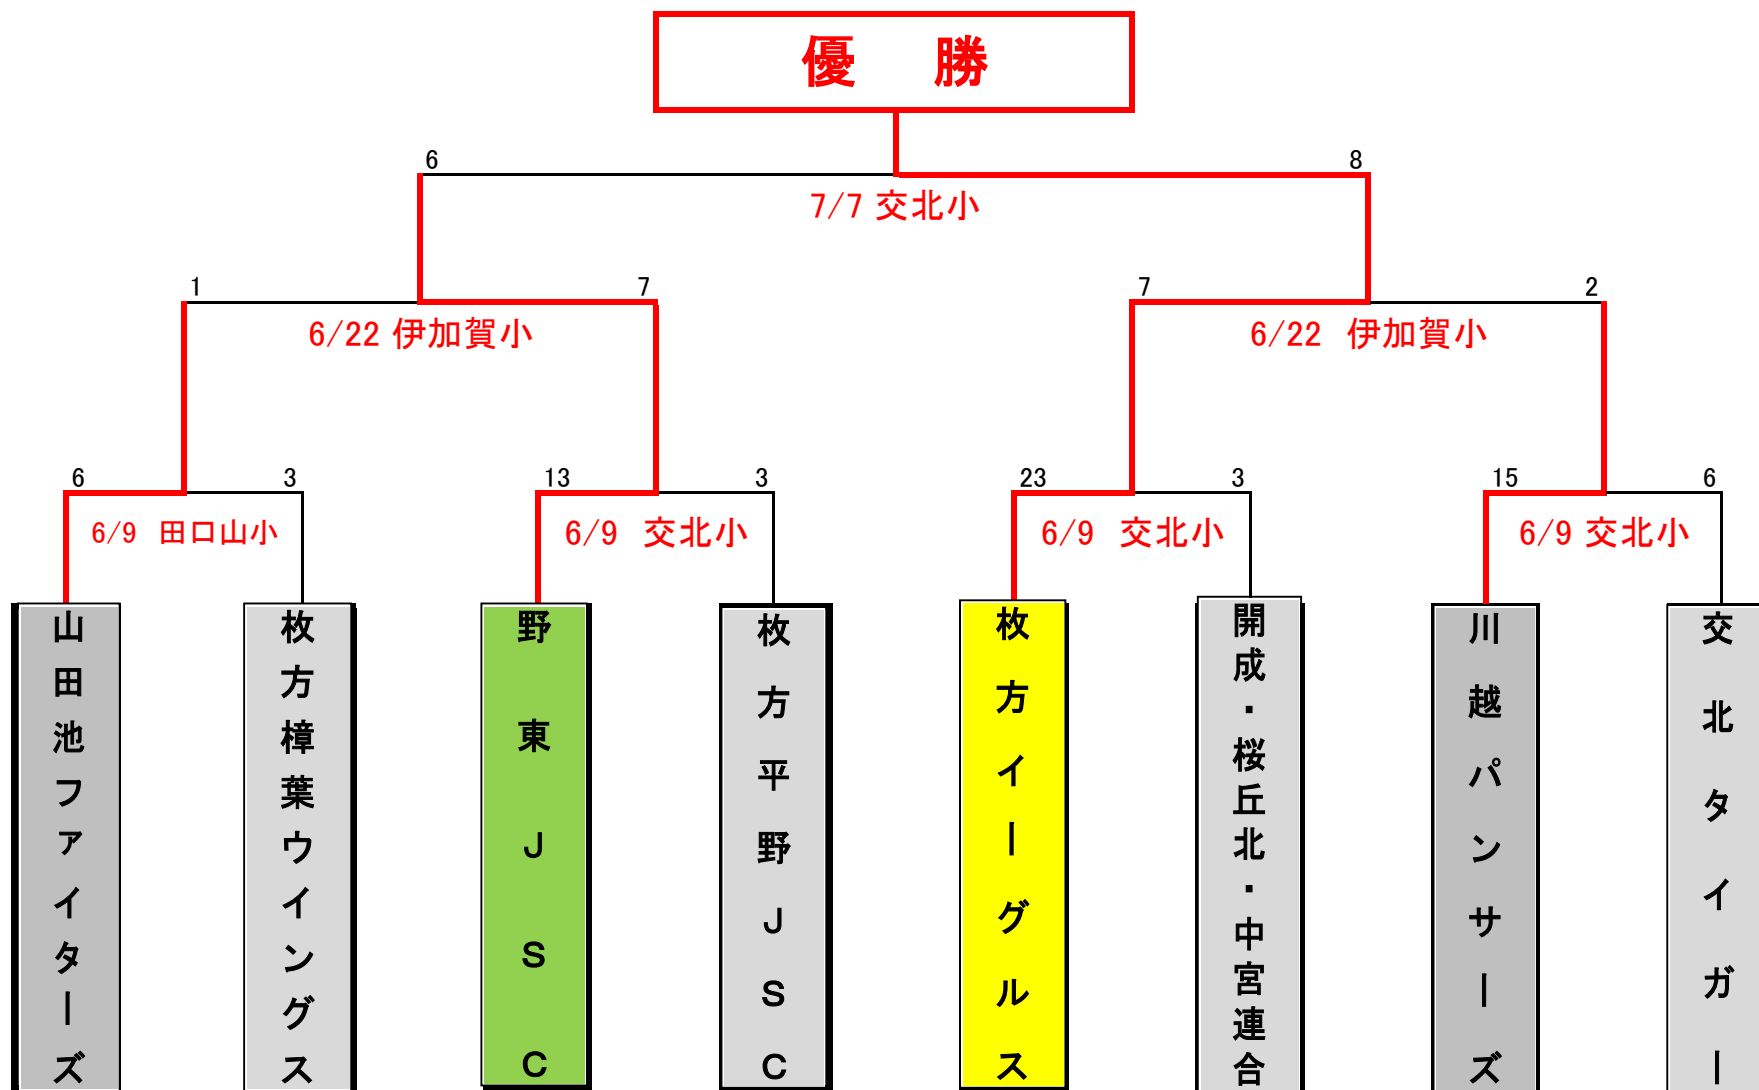 優 勝
6 8
7/7 交北小
1 7 7 2
6/22 伊加賀小 6/22 伊加賀小
6 3 13 3 23 3 15 6
6/9 田口山小 6/9 交北小 6/9 交北小 6/9 交北小
山田池ファイターズ
枚方樟葉ウイングス
野東JSC
枚方平野JSC
枚方イーグルス
開成・桜丘北・中宮連合
川越パンサーズ
交北タイガー